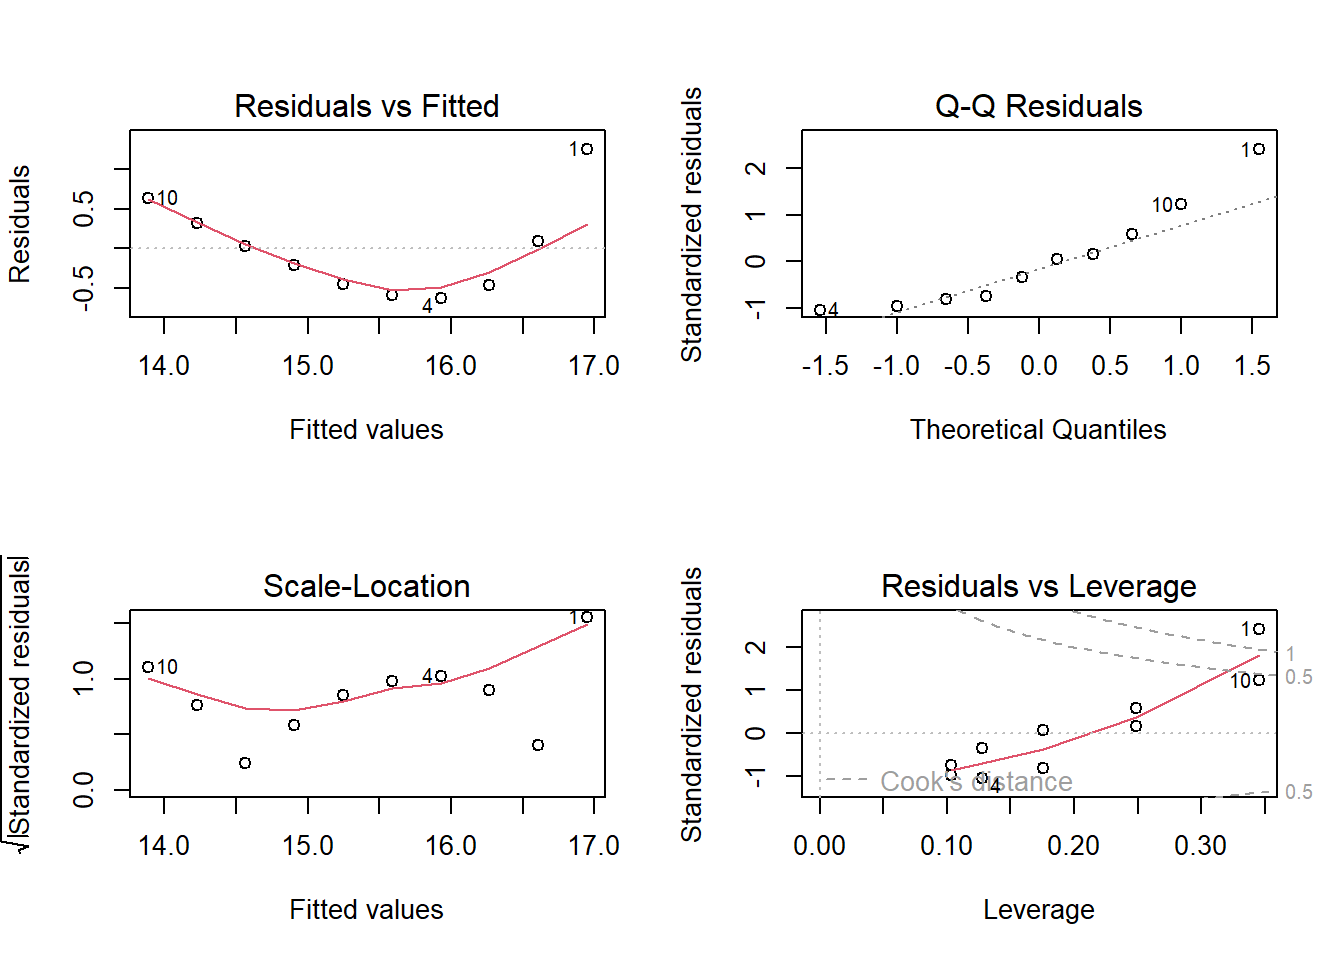 Residuals vs Fitted
Residuals
0.5
-0.5
1
10
4
14.0 15.0 16.0 17.0
Fitted values
Q-Q Residuals
Standardized residuals
2
1
0
-1
1
10
4
-1.5 -1.0 -0.5 0.0 0.5 1.0 1.5
Theoretical Quantiles
Scale-Location
√|Standardized residuals|
1.0
0.0
1
10
4
14.0 15.0 16.0 17.0
Fitted values
Residuals vs Leverage
Standardized residuals
2
1
0
-1
1
10
4
1
0.5
0.5
Cook's distance
0.00 0.10 0.20 0.30
Leverage